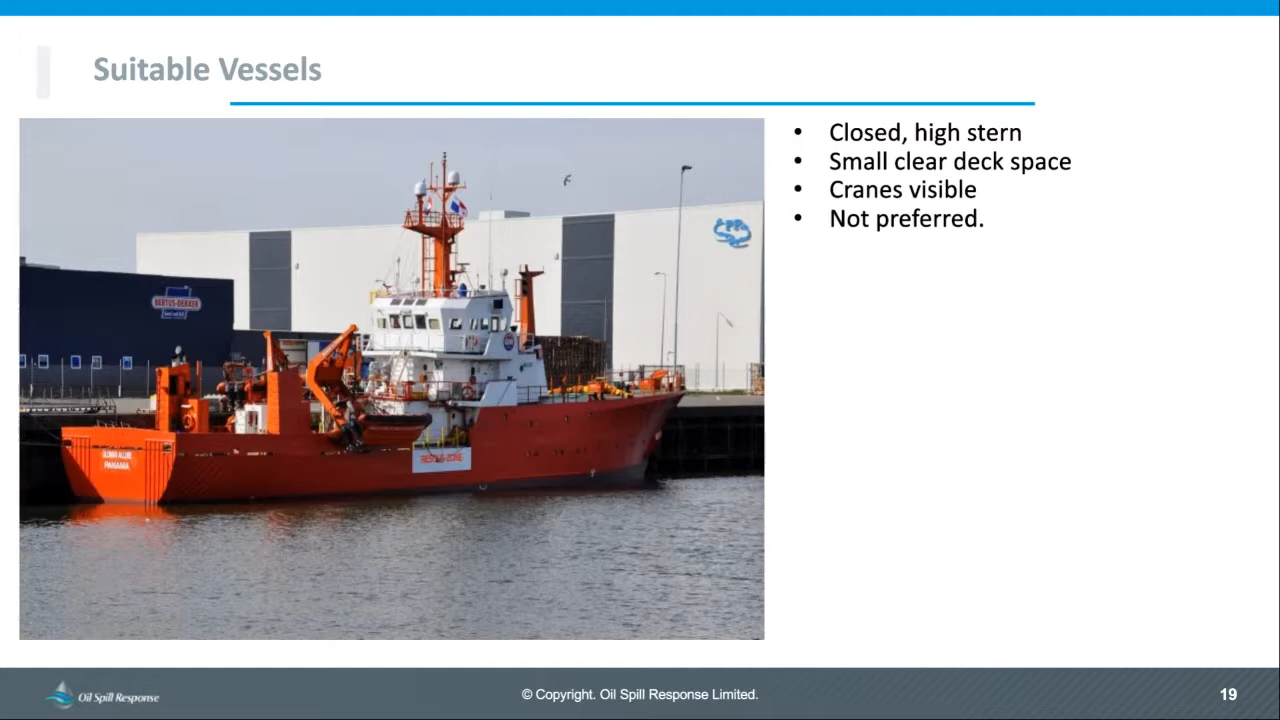 Suitable Vessels
• Closed, high stern
• Small clear deck space
• Cranes visible
• Not preferred.
BERTUS-DEKKER
PANAMA
RESCUE ZONE
Oil Spill Response
© Copyright. Oil Spill Response Limited.
19